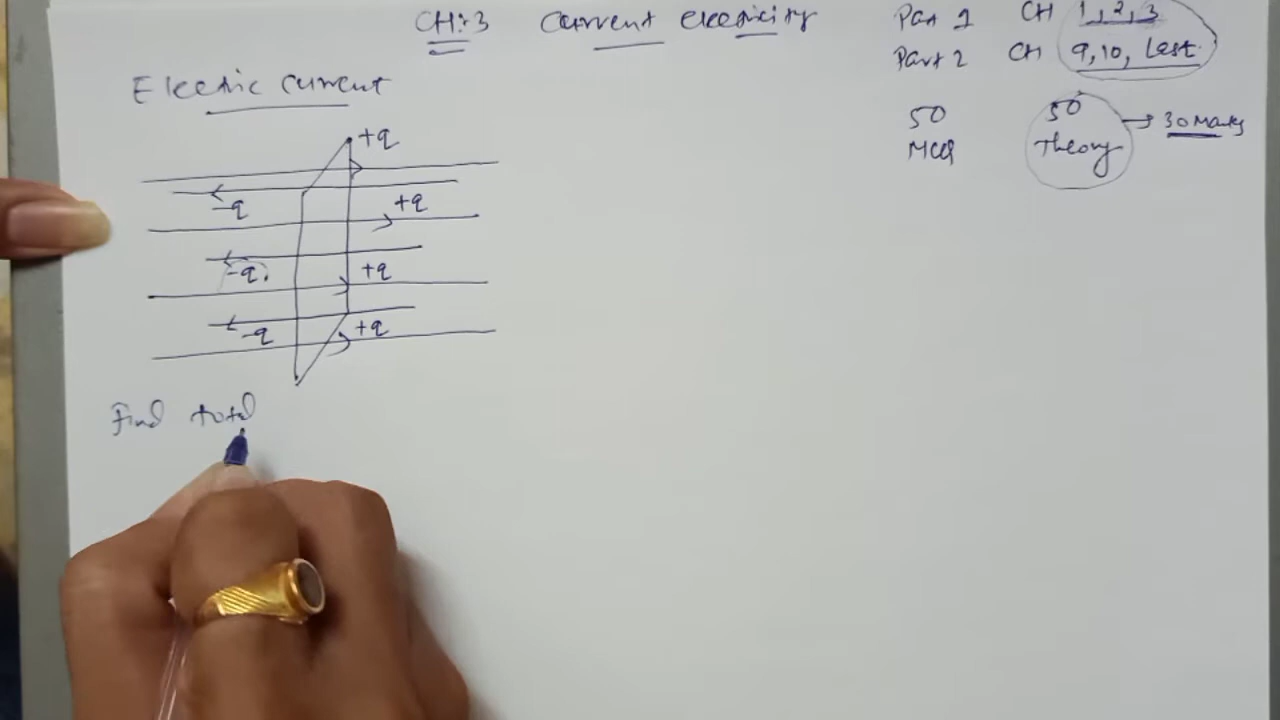 CH:3 Current electricity
Part 1 CH 1, 2, 3
Part 2 CH 9, 10, Last
Electric current
50 MCQ
50 Theory → 30 Marks
+q
-q +q
-q +q
-q +q
Find total